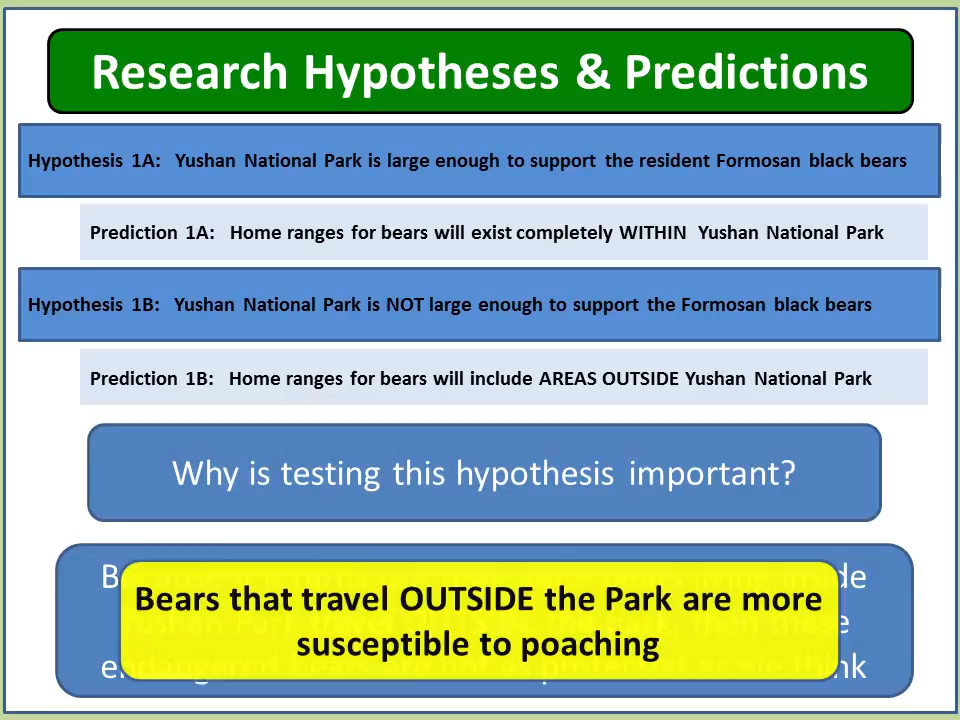 Research Hypotheses & Predictions
Hypothesis 1A: Yushan National Park is large enough to support the resident Formosan black bears
Prediction 1A: Home ranges for bears will exist completely WITHIN Yushan National Park
Hypothesis 1B: Yushan National Park is NOT large enough to support the Formosan black bears
Prediction 1B: Home ranges for bears will include AREAS OUTSIDE Yushan National Park
Why is testing this hypothesis important?
Bears that travel OUTSIDE the Park are more
susceptible to poaching